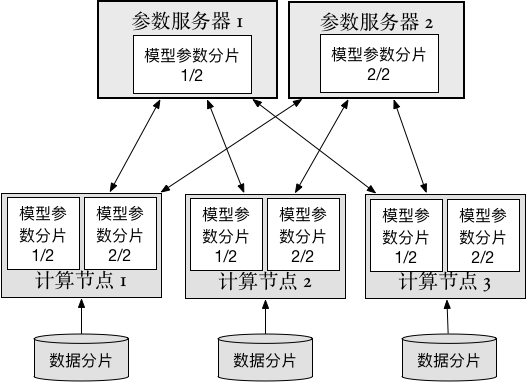 参数服务器 1
模型参数分片
1/2
参数服务器 2
模型参数分片
2/2
模型参
数分片
1/2
模型参
数分片
2/2
计算节点 1
模型参
数分片
1/2
模型参
数分片
2/2
计算节点 2
模型参
数分片
1/2
模型参
数分片
2/2
计算节点 3
数据分片
数据分片
数据分片